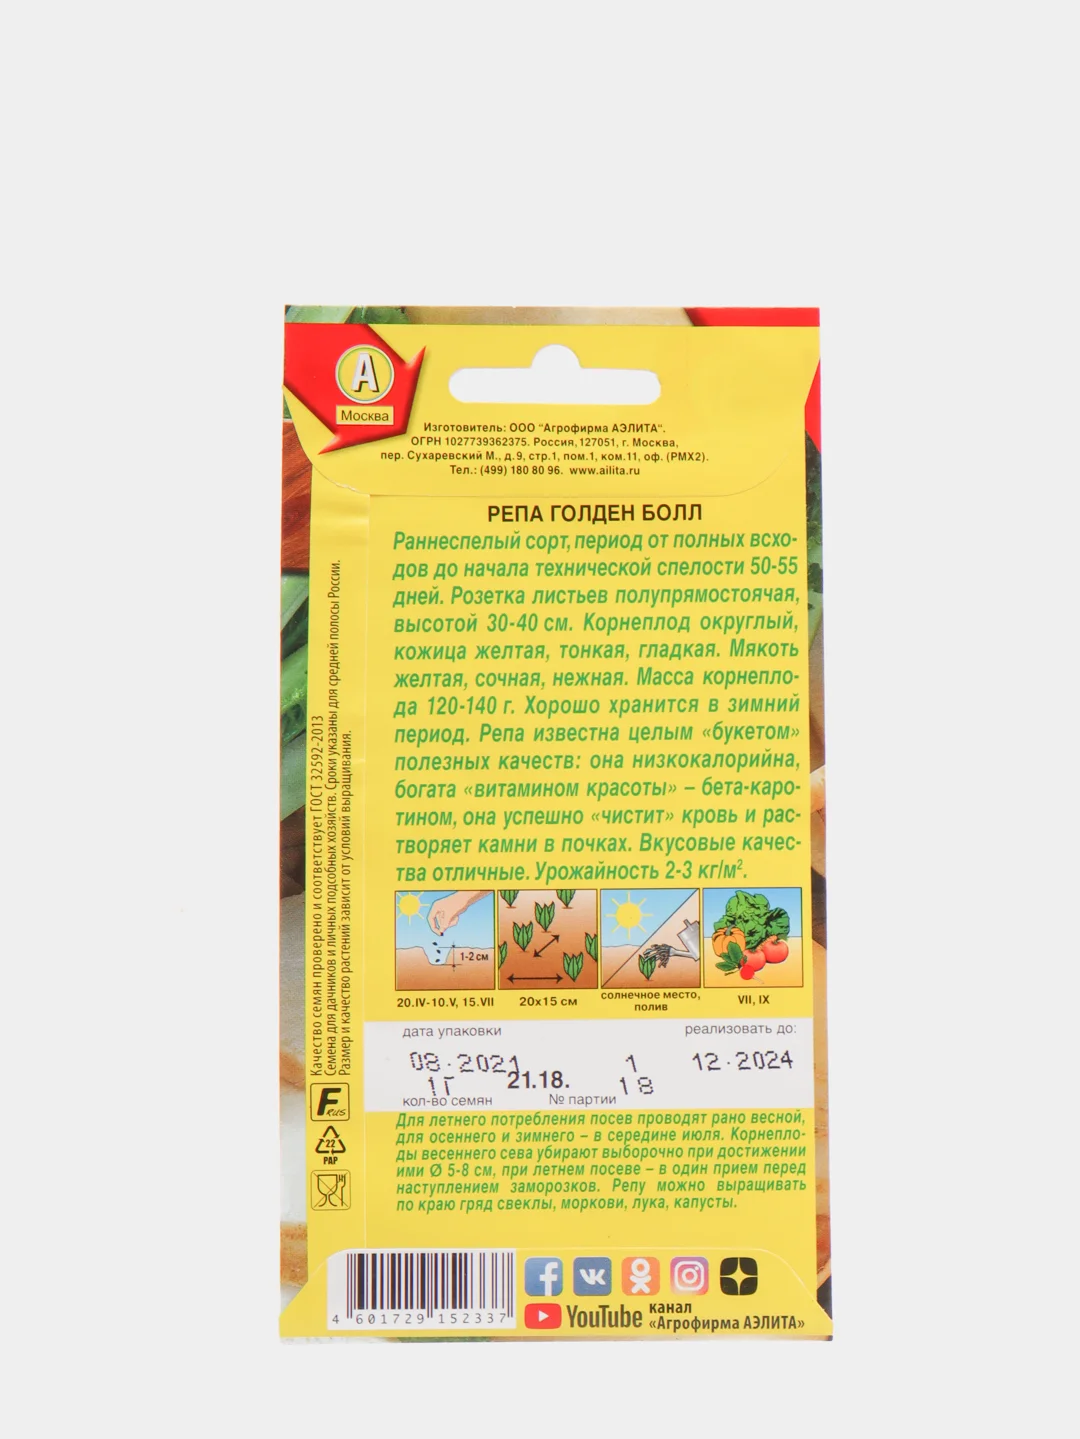 А
Москва
Изготовитель: ООО "Агрофирма АЭЛИТА".
ОГРН 1027739362375. Россия, 127051, г. Москва,
пер. Сухаревский М., д.9, стр.1, пом.1, ком.11, оф. (РМХ2).
Тел.: (499) 180 80 96. www.ailita.ru
РЕПА ГОЛДЕН БОЛЛ
Раннеспелый сорт, период от полных всхо-
дов до начала технической спелости 50-55
дней. Розетка листьев полупрямостоячая,
высотой 30-40 см. Корнеплод округлый,
кожица желтая, тонкая, гладкая. Мякоть
желтая, сочная, нежная. Масса корнепло-
да 120-140 г. Хорошо хранится в зимний
период. Репа известна целым «букетом»
полезных качеств: она низкокалорийна,
богата «витамином красоты» – бета-каро-
тином, она успешно «чистит» кровь и рас-
творяет камни в почках. Вкусовые качес-
тва отличные. Урожайность 2-3 кг/м².
1-2 см
20.IV-10.V, 15.VII
20x15 см
солнечное место,
полив
VII, IX
дата упаковки
реализовать до:
08·2021
1
12·2024
1Г
21.18.
18
кол-во семян
№ партии
Для летнего потребления посев проводят рано весной,
для осеннего и зимнего – в середине июля. Корнепло-
ды весеннего сева убирают выборочно при достижении
ими Ø 5-8 см, при летнем посеве – в один прием перед
наступлением заморозков. Репу можно выращивать
по краю гряд свеклы, моркови, лука, капусты.
Качество семян проверено и соответствует ГОСТ 32592-2013
Семена для дачников и личных подсобных хозяйств. Сроки указаны для средней полосы России.
Размер и качество растений зависит от условий выращивания.
F RUS
22
PAP
4 601729 152337
YouTube
канал
«Агрофирма АЭЛИТА»